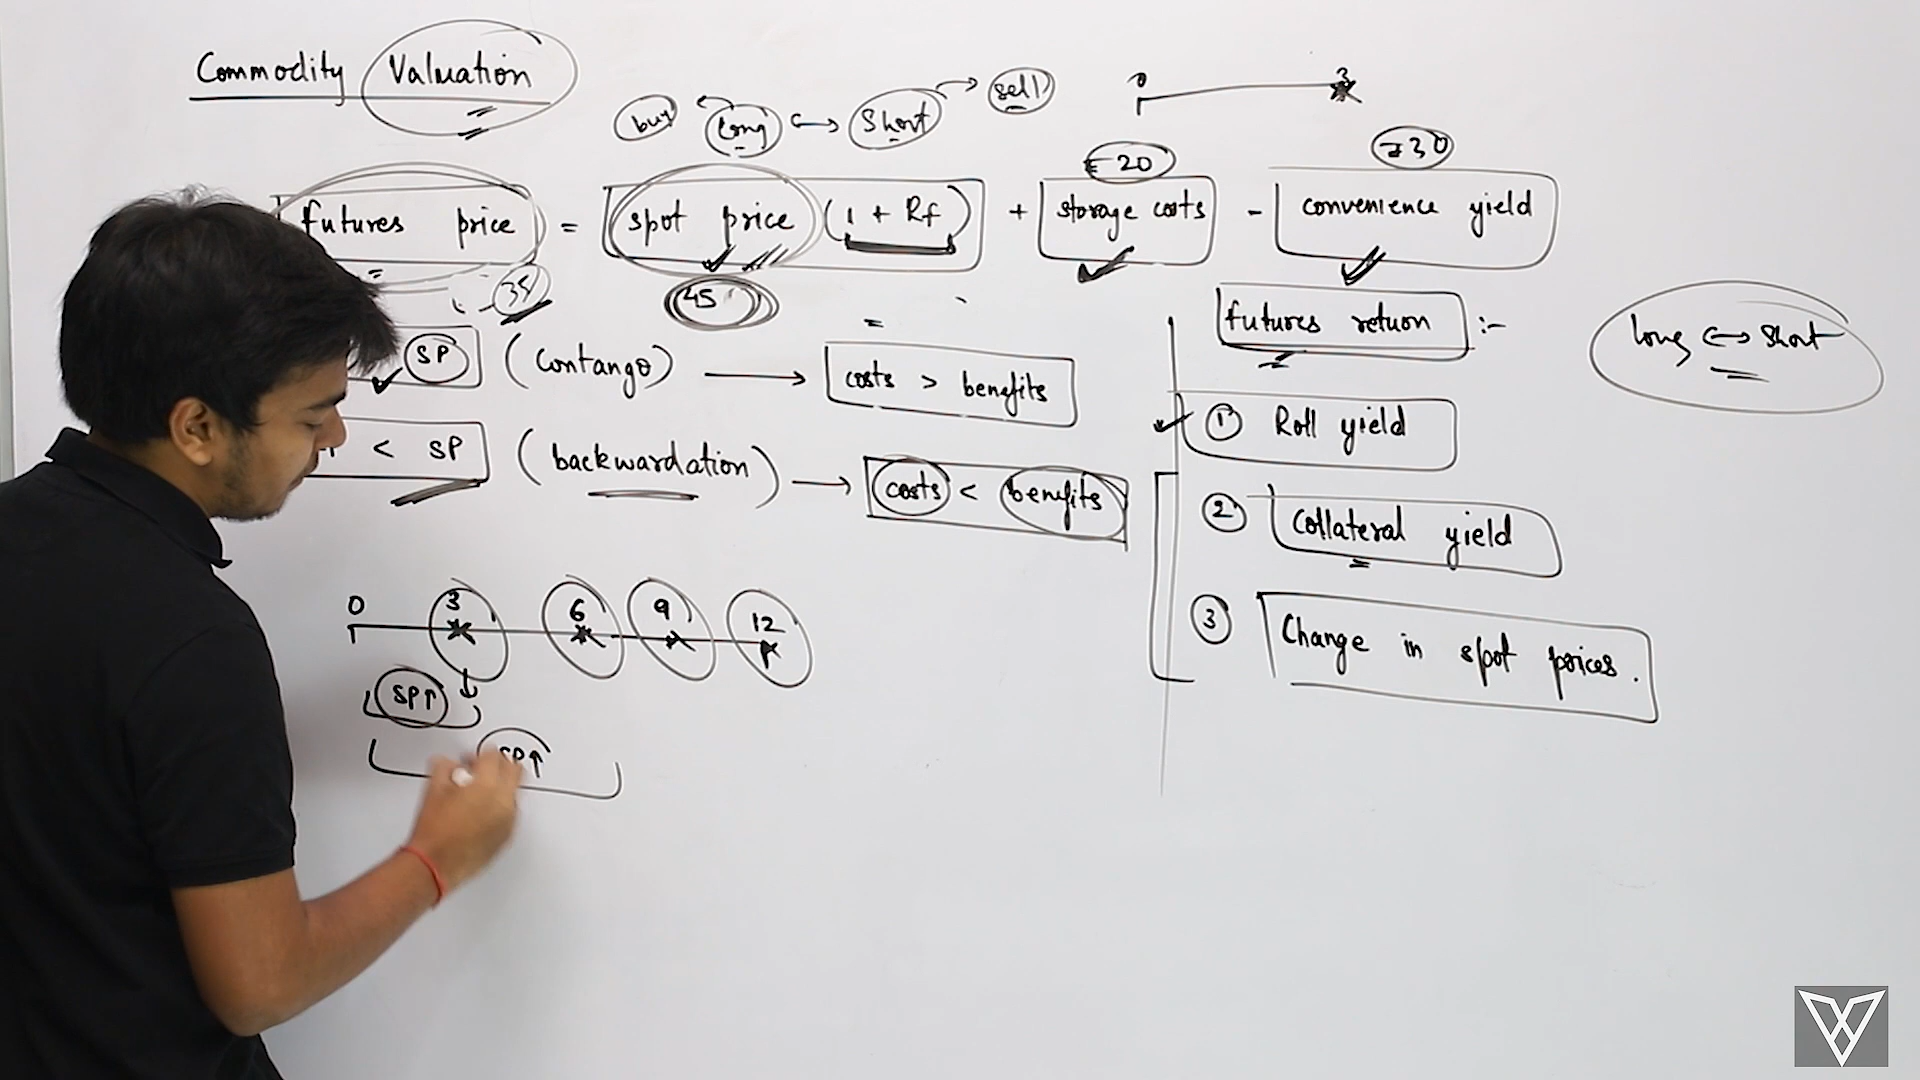 Commodity Valuation
0 3
buy long ↔ short → sell
= 20
= 30
futures price = spot price (1 + Rf) + storage costs - convenience yield
35
45
futures return :-
long ↔ short
SP (contango) → costs > benefits
① Roll yield
< SP (backwardation) → costs < benefits
② collateral yield
0 3 6 9 12
③ Change in spot prices.
SP↑
SP↑